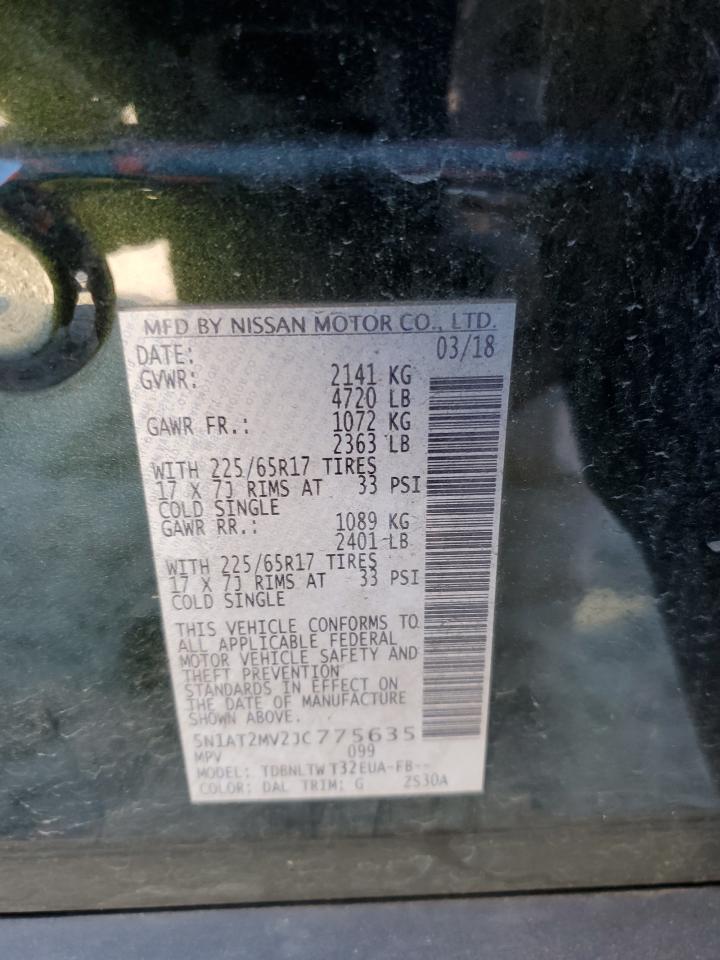 MFD BY NISSAN MOTOR CO., LTD.
DATE: 03/18
GVWR: 2141 KG
4720 LB
GAWR FR.: 1072 KG
2363 LB
WITH 225/65R17 TIRES
17 X 7J RIMS AT 33 PSI
COLD SINGLE
GAWR RR.: 1089 KG
2401 LB
WITH 225/65R17 TIRES
17 X 7J RIMS AT 33 PSI
COLD SINGLE
THIS VEHICLE CONFORMS TO
ALL APPLICABLE FEDERAL
MOTOR VEHICLE SAFETY AND
THEFT PREVENTION
STANDARDS IN EFFECT ON
THE DATE OF MANUFACTURE
SHOWN ABOVE.
5N1AT2MV2JC775635
MPV 099
MODEL: TDBNLTW T32EUA-FB--
COLOR: DAL TRIM: G 2S30A